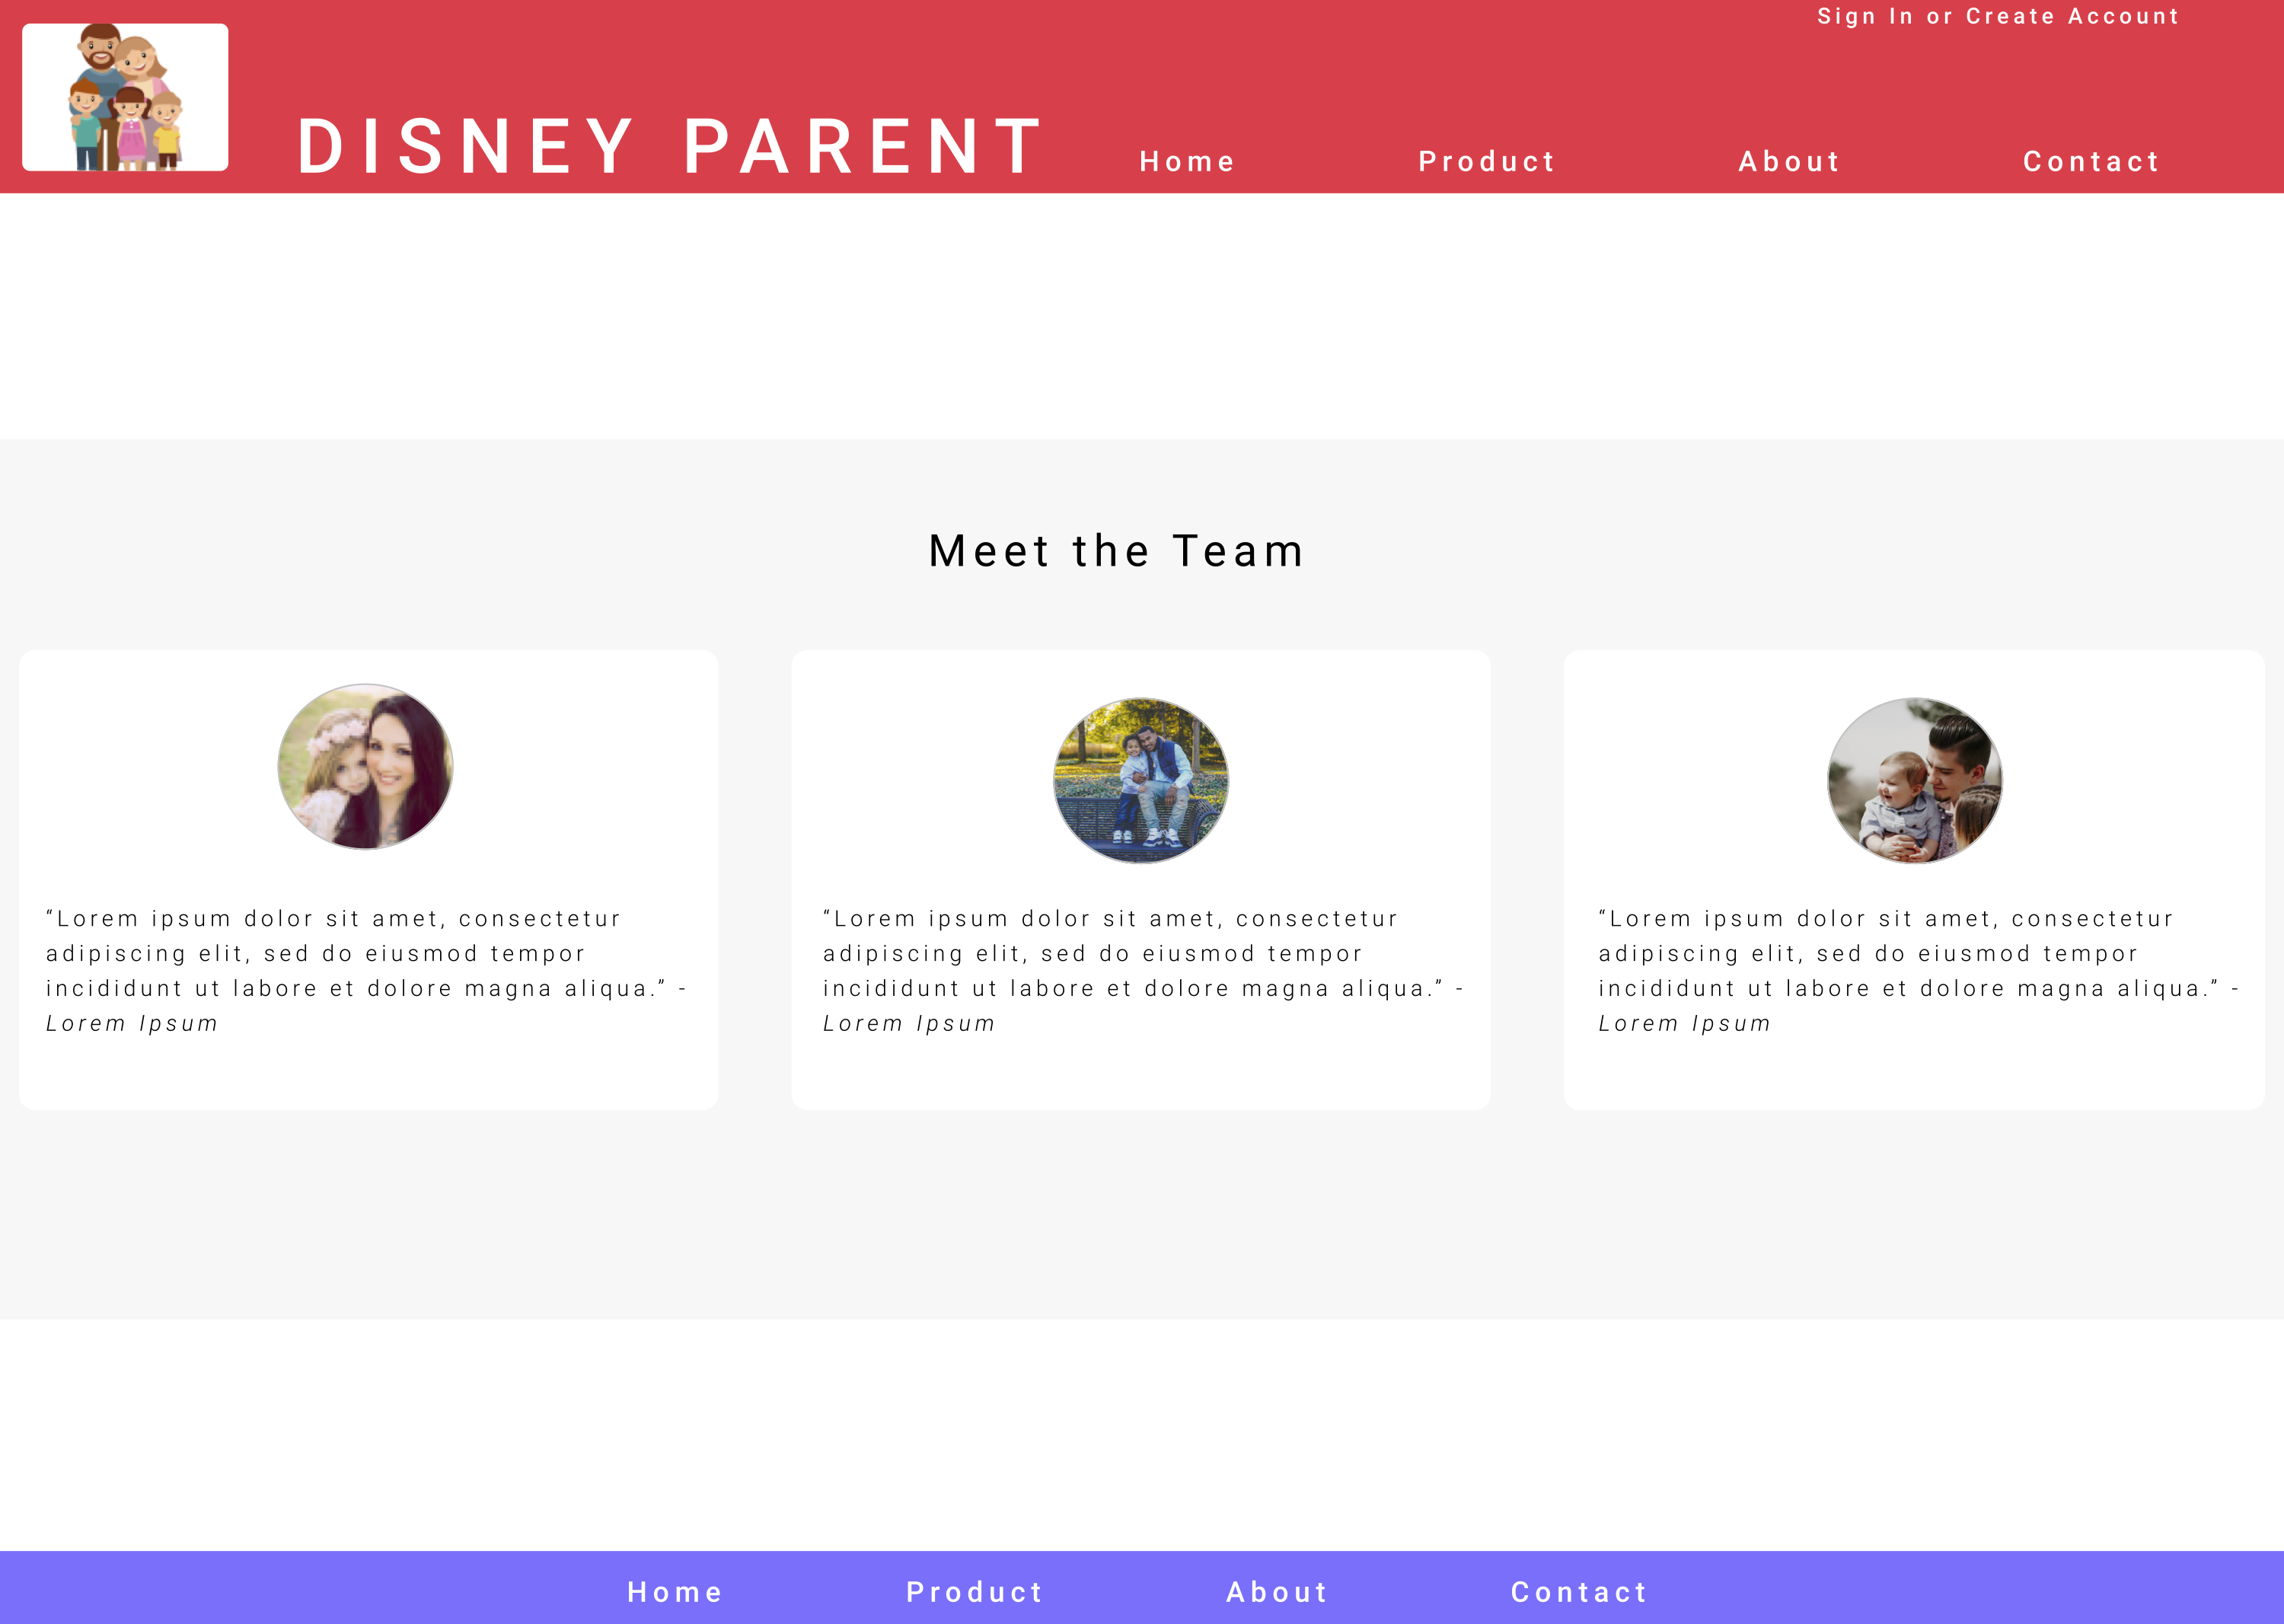 Sign In or Create Account
DISNEY PARENT
Home
Product
About
Contact
Meet the Team
“Lorem ipsum dolor sit amet, consectetur
adipiscing elit, sed do eiusmod tempor
incididunt ut labore et dolore magna aliqua.” -
Lorem Ipsum
“Lorem ipsum dolor sit amet, consectetur
adipiscing elit, sed do eiusmod tempor
incididunt ut labore et dolore magna aliqua.” -
Lorem Ipsum
“Lorem ipsum dolor sit amet, consectetur
adipiscing elit, sed do eiusmod tempor
incididunt ut labore et dolore magna aliqua.” -
Lorem Ipsum
Home
Product
About
Contact